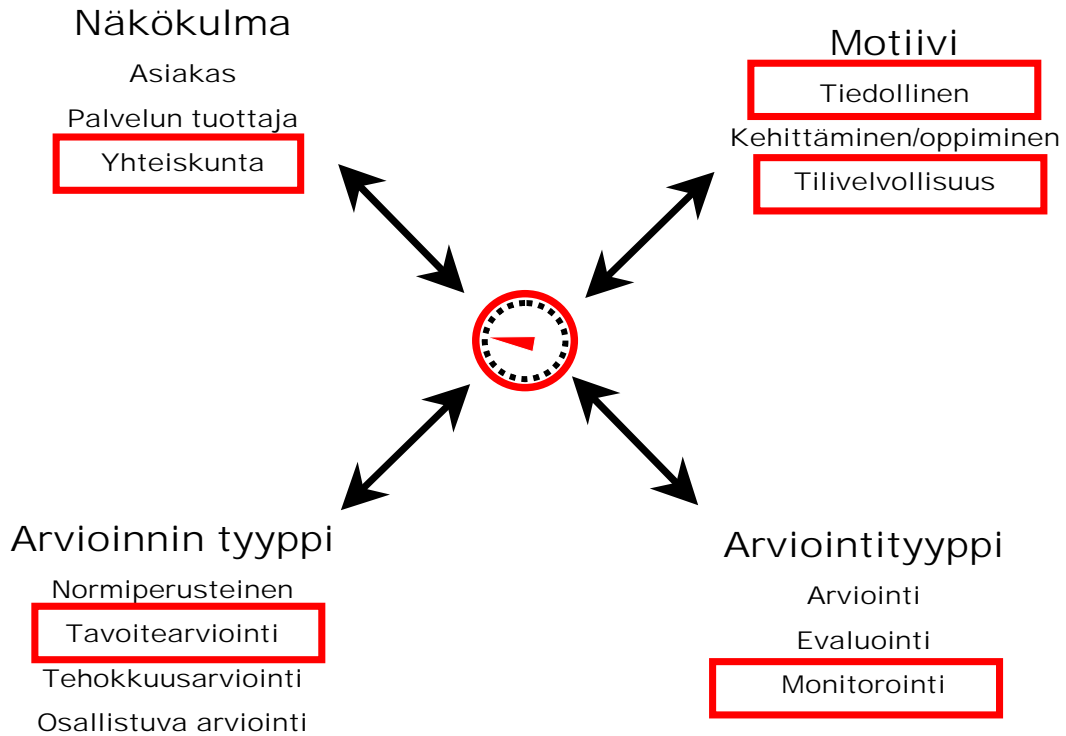 Näkökulma
Asiakas
Palvelun tuottaja
Yhteiskunta
Motiivi
Tiedollinen
Kehittäminen/oppiminen
Tilivelvollisuus
Arvioinnin tyyppi
Normiperusteinen
Tavoitearviointi
Tehokkuusarviointi
Osallistuva arviointi
Arviointityyppi
Arviointi
Evaluointi
Monitorointi